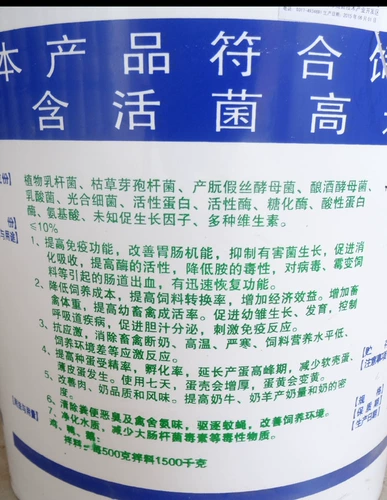 本产品符合饲
含活菌高
植物乳杆菌、枯草芽孢杆菌、产朊假丝酵母菌、酿酒酵母菌、
乳酸菌、光合细菌、活性蛋白、活性酶、糖化酶、酸性蛋白
酶、氨基酸、未知促生长因子、多种维生素。
≤10%
1、提高免疫功能，改善胃肠机能，抑制有害菌生长，促进消
化吸收，提高酶的活性，降低胺的毒性，对病毒、霉变饲
料等引起的肠道出血，有迅速恢复功能。
2、降低饲养成本，提高饲料转换率，增加经济效益。增加畜
禽体重，提高幼畜禽成活率。促进幼雏生长、发育，控制
呼吸道疾病，促进胆汁分泌，刺激免疫反应。
3、抗应激，消除畜禽断奶、高温、严寒、饲料营养水平低、
饲养环境差等应激反应。
4、提高种蛋受精率，孵化率，延长产蛋高峰期，减少软壳蛋、
薄皮蛋发生。使用七天，蛋壳会增厚，蛋黄会变黄。
5、改善肉、奶品质和风味。提高奶牛、奶羊产奶量和奶的密
度。
6、清除粪便恶臭及禽舍氨味，驱逐蚊蝇，改善饲养环境。
7、净化水质，减少大肠杆菌毒素等毒性物质。
鸡、鸭、鹅：
拌料：每500克拌料1500千克